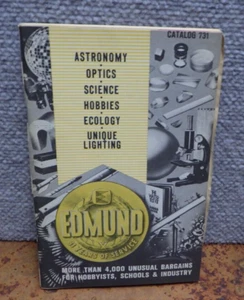 CATALOG 731
ASTRONOMY
OPTICS
SCIENCE
HOBBIES
ECOLOGY
UNIQUE
LIGHTING
EDMUND
MORE THAN 4,000 UNUSUAL BARGAINS
FOR HOBBYISTS, SCHOOLS & INDUSTRY